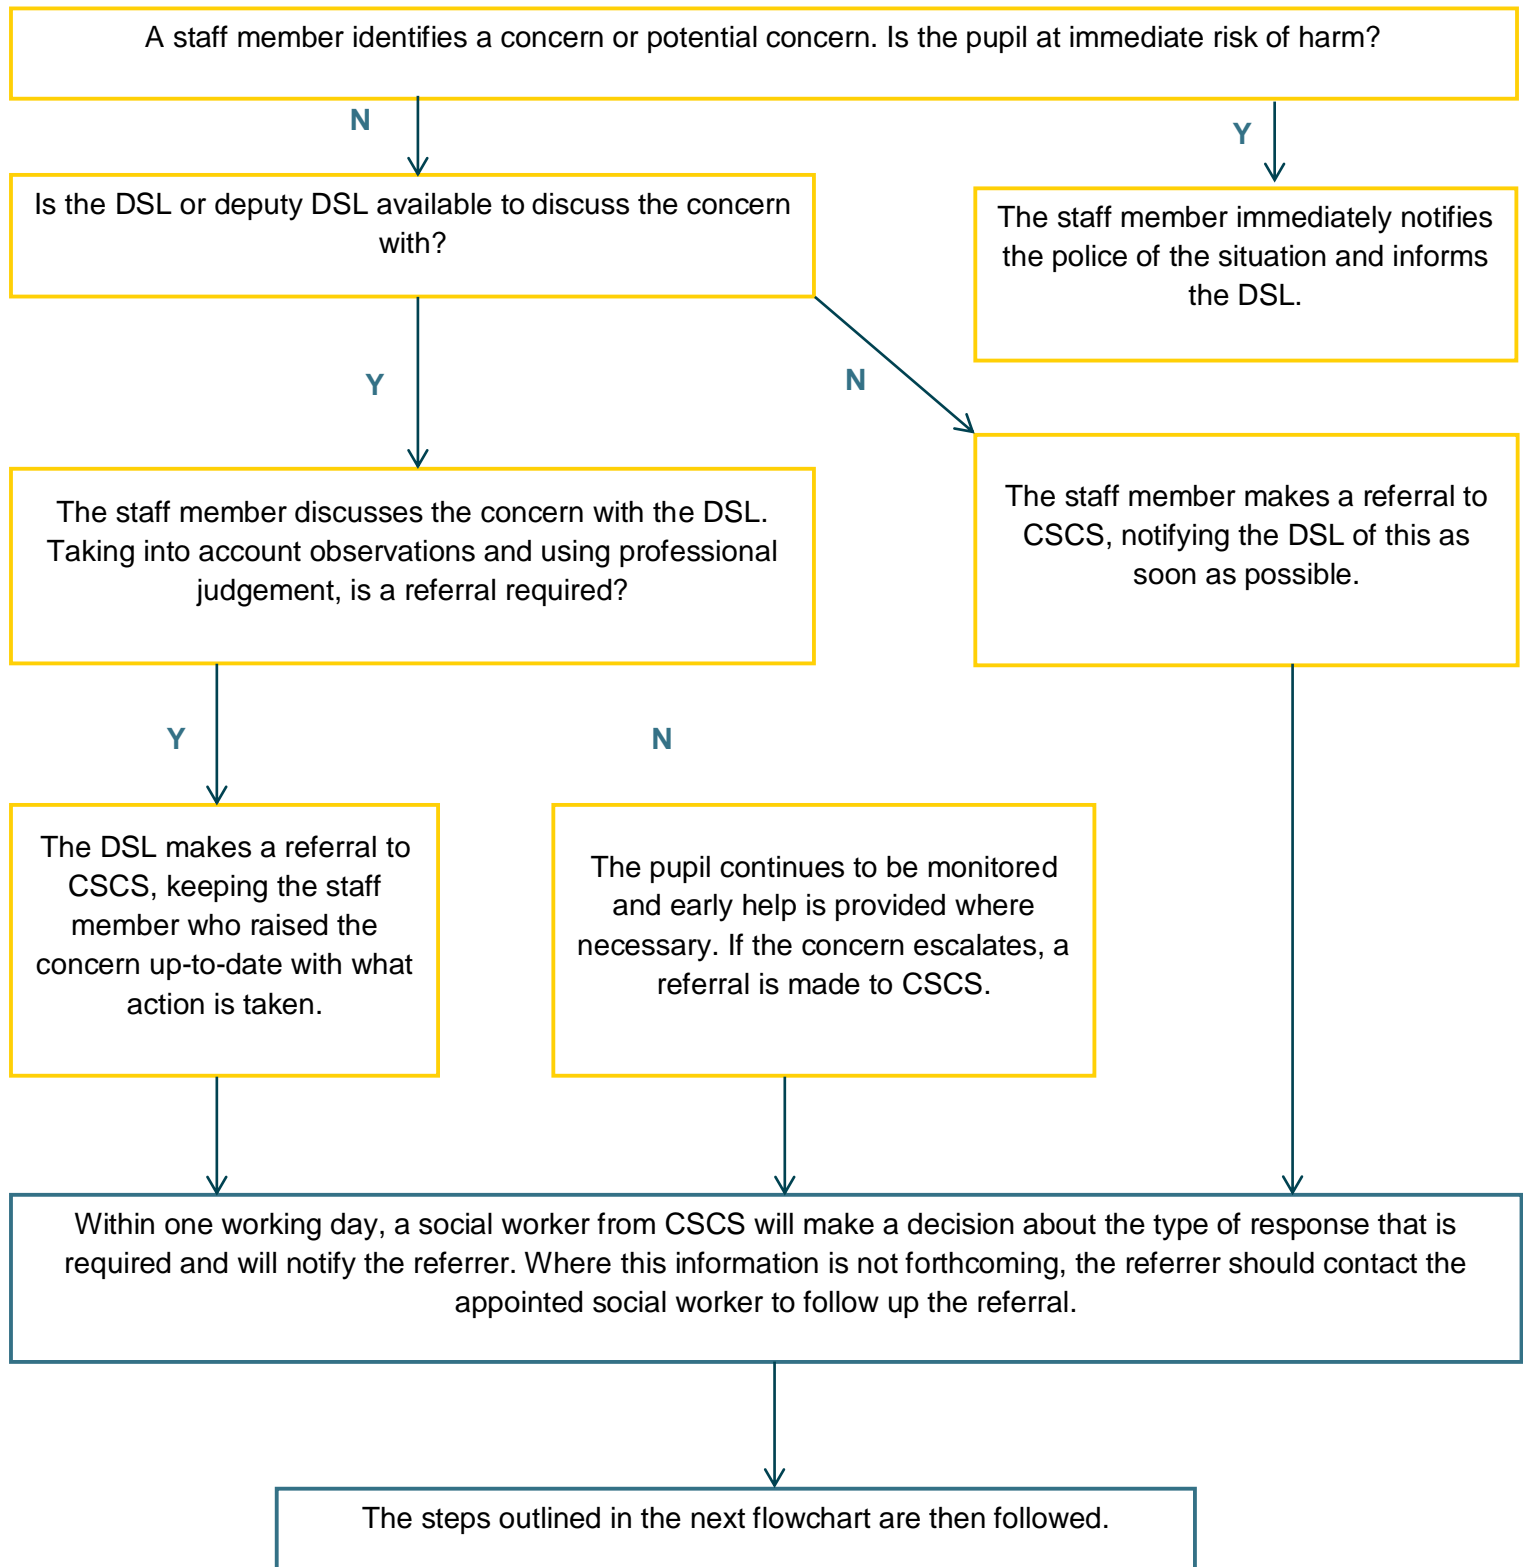 A staff member identifies a concern or potential concern. Is the pupil at immediate risk of harm?
N
Y
Is the DSL or deputy DSL available to discuss the concern
with?
The staff member immediately notifies
the police of the situation and informs
the DSL.
Y
N
The staff member discusses the concern with the DSL.
Taking into account observations and using professional
judgement, is a referral required?
The staff member makes a referral to
CSCS, notifying the DSL of this as
soon as possible.
Y
N
The DSL makes a referral to
CSCS, keeping the staff
member who raised the
concern up-to-date with what
action is taken.
The pupil continues to be monitored
and early help is provided where
necessary. If the concern escalates, a
referral is made to CSCS.
Within one working day, a social worker from CSCS will make a decision about the type of response that is
required and will notify the referrer. Where this information is not forthcoming, the referrer should contact the
appointed social worker to follow up the referral.
The steps outlined in the next flowchart are then followed.